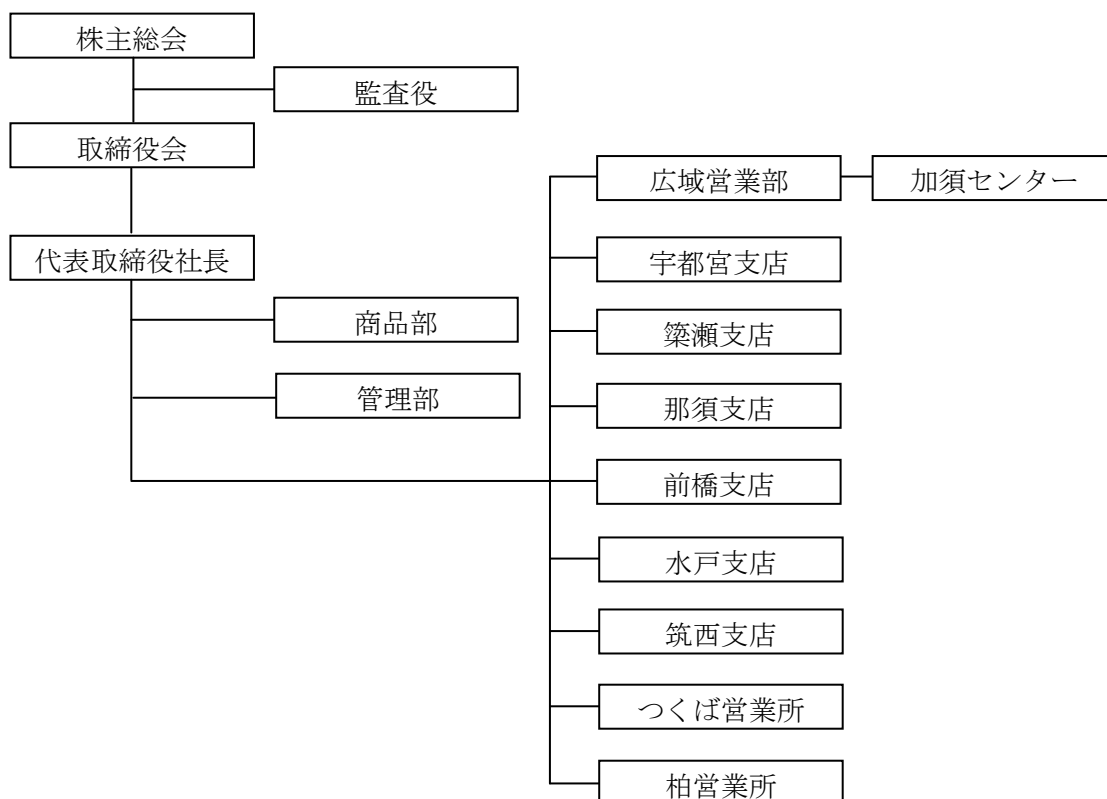 株主総会
監査役
取締役会
広域営業部
加須センター
代表取締役社長
宇都宮支店
商品部
簗瀬支店
管理部
那須支店
前橋支店
水戸支店
筑西支店
つくば営業所
柏営業所